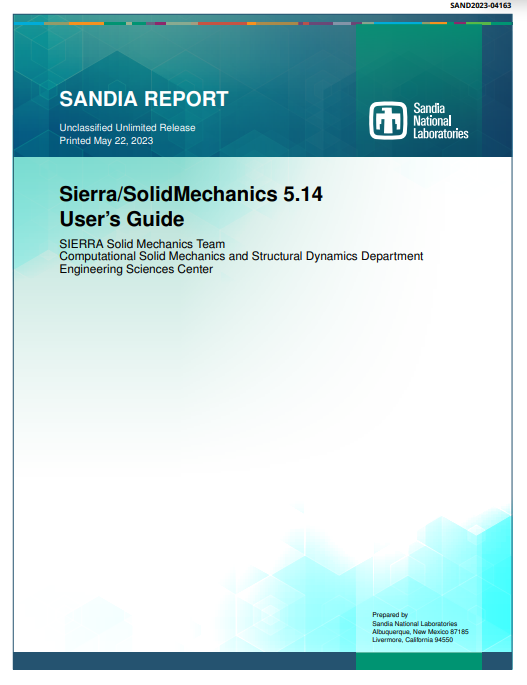 SAND2023-04163
SANDIA REPORT
Unclassified Unlimited Release
Printed May 22, 2023
Sandia
National
Laboratories
Sierra/SolidMechanics 5.14
User’s Guide
SIERRA Solid Mechanics Team
Computational Solid Mechanics and Structural Dynamics Department
Engineering Sciences Center
Prepared by
Sandia National Laboratories
Albuquerque, New Mexico 87185
Livermore, California 94550